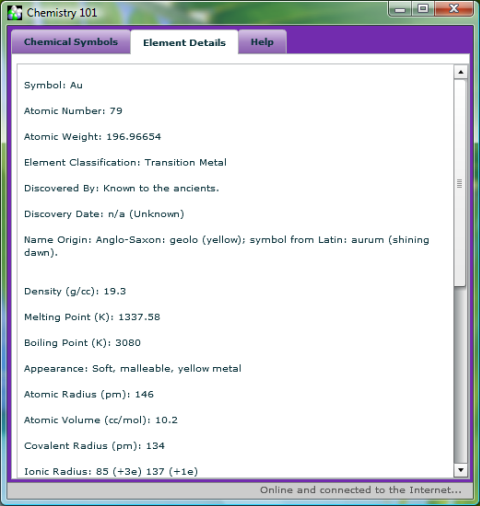 Chemistry 101
Chemical Symbols
Element Details
Help
Symbol: Au
Atomic Number: 79
Atomic Weight: 196.96654
Element Classification: Transition Metal
Discovered By: Known to the ancients.
Discovery Date: n/a (Unknown)
Name Origin: Anglo-Saxon: geolo (yellow); symbol from Latin: aurum (shining
dawn).
Density (g/cc): 19.3
Melting Point (K): 1337.58
Boiling Point (K): 3080
Appearance: Soft, malleable, yellow metal
Atomic Radius (pm): 146
Atomic Volume (cc/mol): 10.2
Covalent Radius (pm): 134
Ionic Radius: 85 (+3e) 137 (+1e)
Online and connected to the Internet...